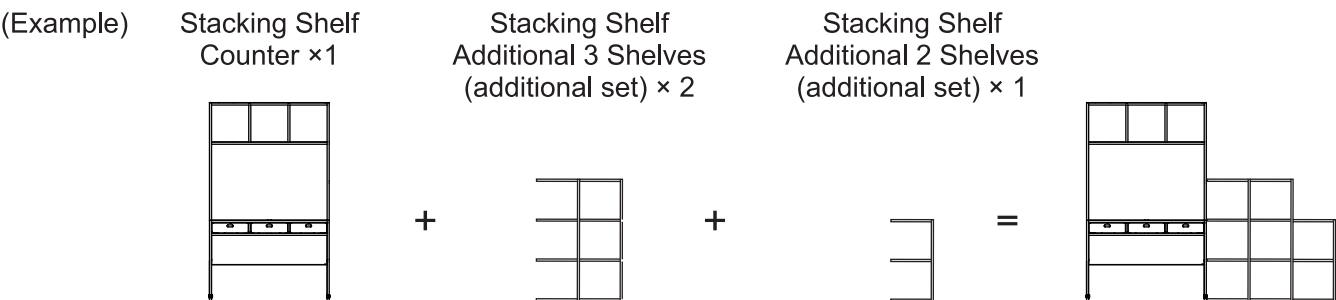 (Example)
Stacking Shelf
Counter ×1
Stacking Shelf
Additional 3 Shelves
(additional set) × 2
Stacking Shelf
Additional 2 Shelves
(additional set) × 1
+
+
=